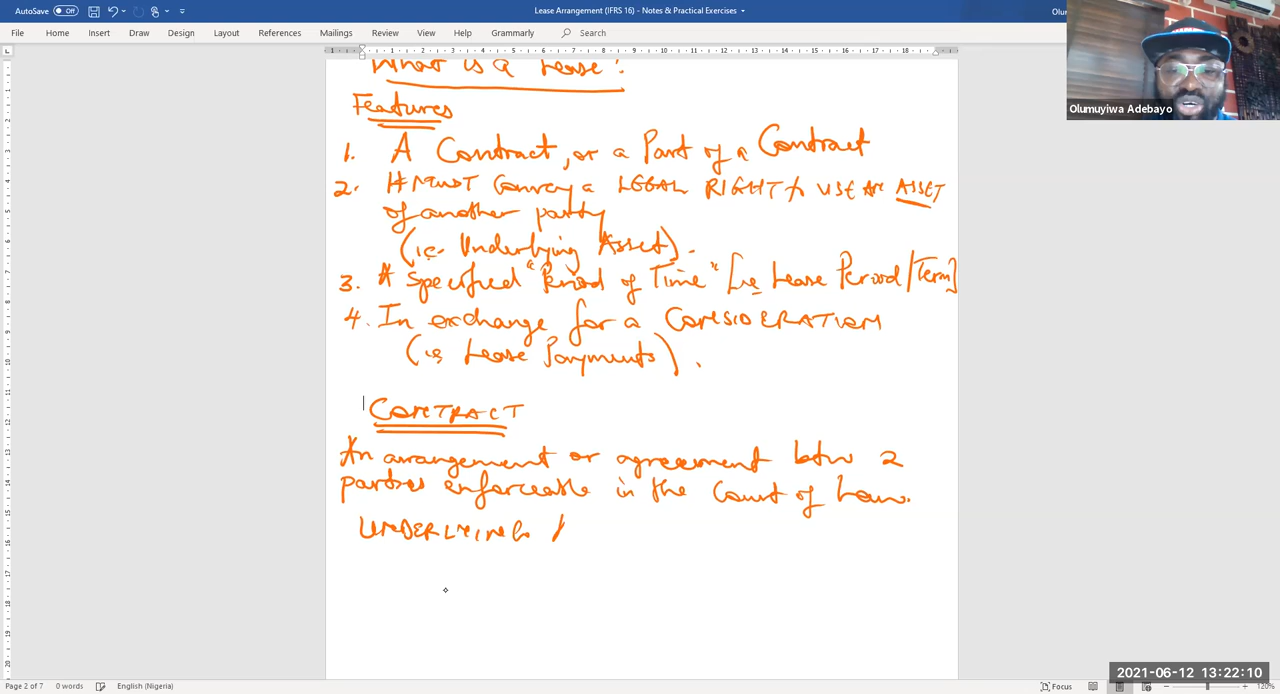 AutoSave Off
Lease Arrangement (IFRS 16) - Notes & Practical Exercises
Olu
File Home Insert Draw Design Layout References Mailings Review View Help Grammarly Search
Olumuyiwa Adebayo
What is a Lease?
Features
1. A Contract, or a Part of a Contract
2. It MUST Convey a LEGAL RIGHT to USE An ASSET
of another party
(i.e. Underlying Asset).
3. A specified "Period of Time" [i.e Lease Period/Term]
4. In exchange for a CONSIDERATION
(ie Lease Payments).
CONTRACT
An arrangement or agreement btw 2
parties enforceable in the Court of Law.
UNDERLYING
2021-06-12 13:22:10
Page 2 of 7 0 words English (Nigeria) Focus 120%